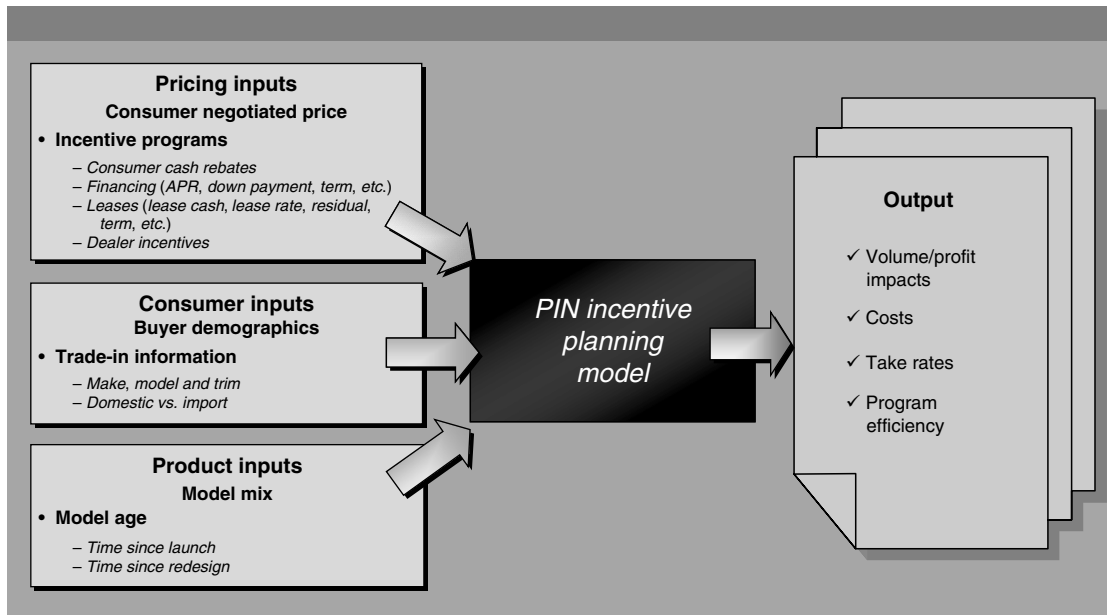 Pricing inputs
Consumer negotiated price
• Incentive programs
– Consumer cash rebates
– Financing (APR, down payment, term, etc.)
– Leases (lease cash, lease rate, residual,
term, etc.)
– Dealer incentives
Consumer inputs
Buyer demographics
• Trade-in information
– Make, model and trim
– Domestic vs. import
Product inputs
Model mix
• Model age
– Time since launch
– Time since redesign
PIN incentive
planning
model
Output
✓ Volume/profit
impacts
✓ Costs
✓ Take rates
✓ Program
efficiency